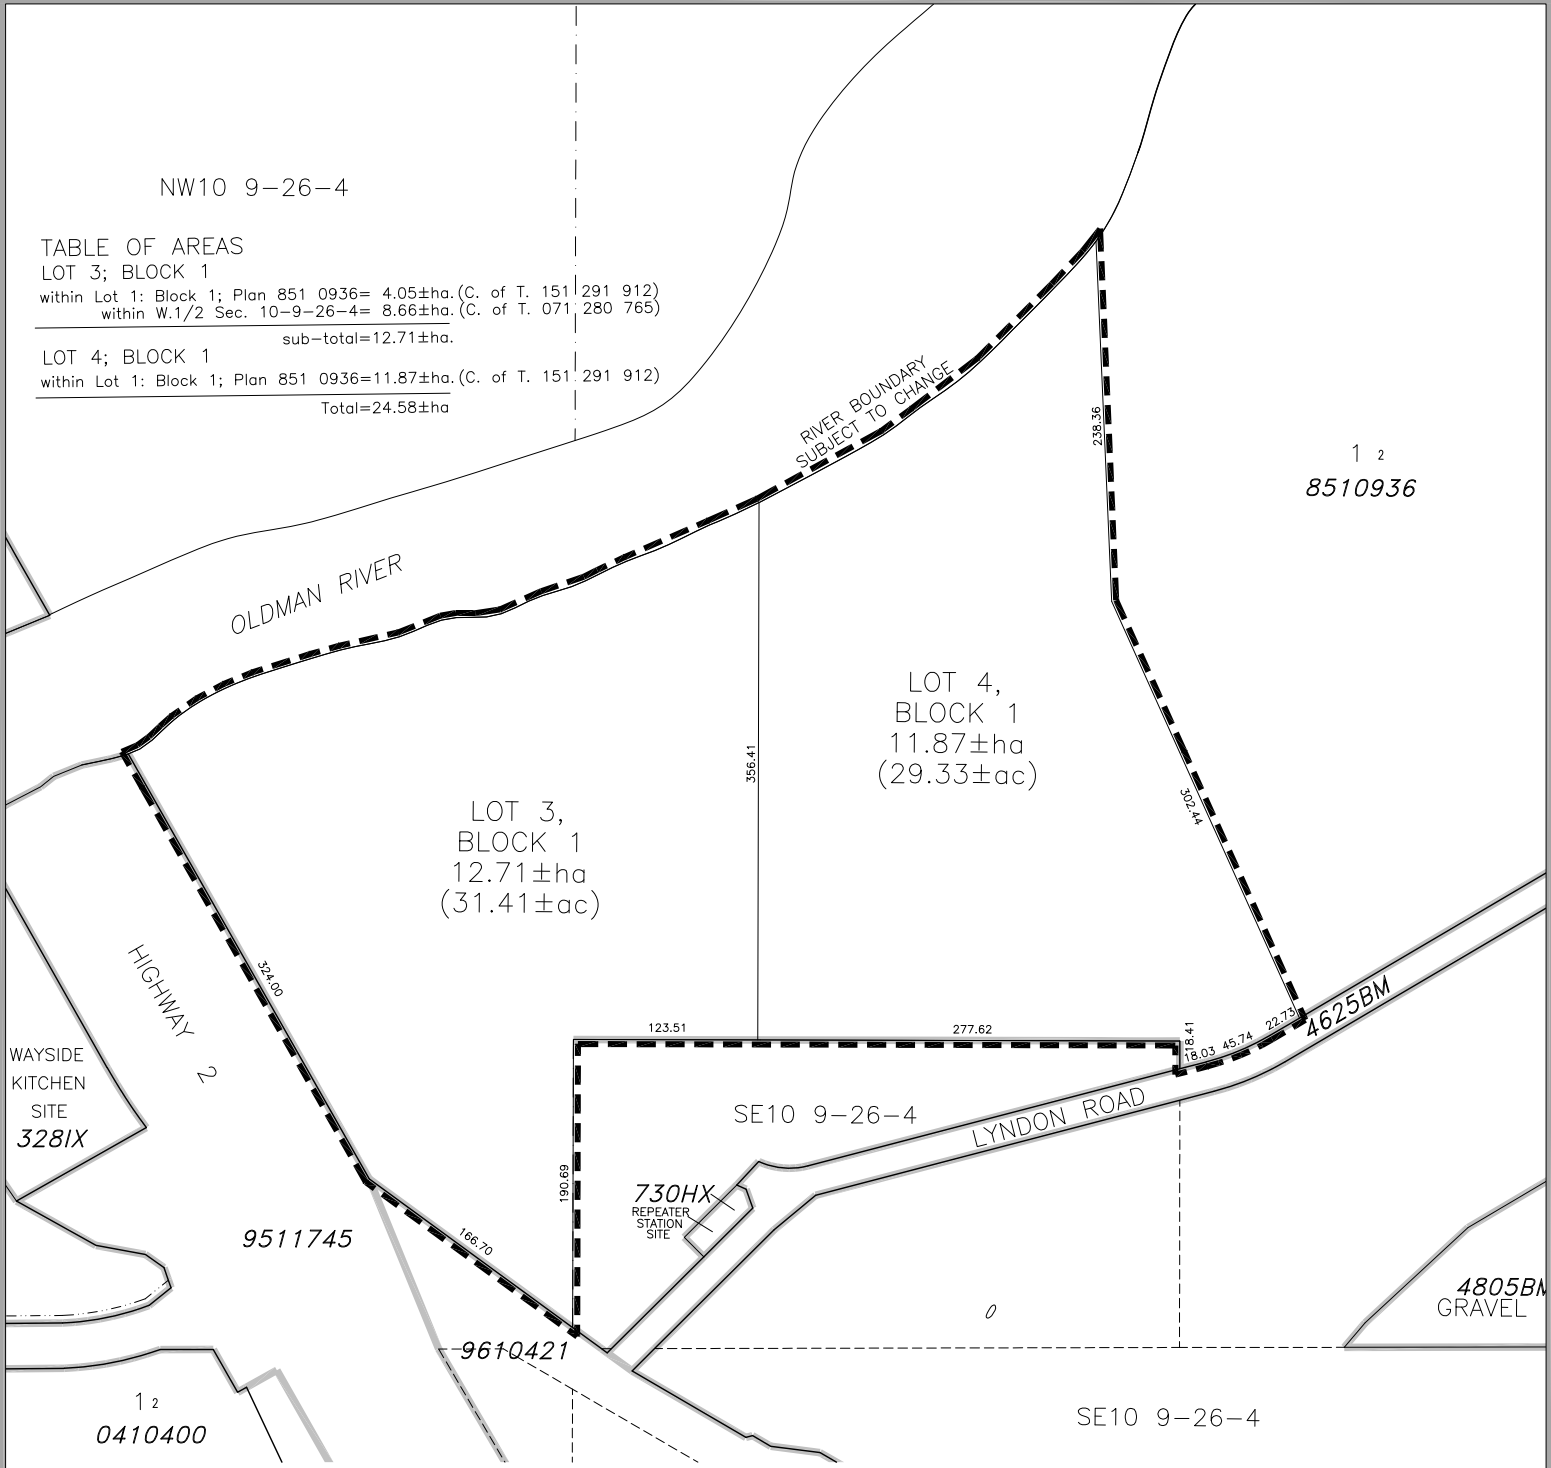 NW10 9-26-4
TABLE OF AREAS
LOT 3; BLOCK 1
within Lot 1: Block 1; Plan 851 0936= 4.05±ha.(C. of T. 151 291 912)
within W.1/2 Sec. 10-9-26-4= 8.66±ha.(C. of T. 071 280 765)
sub-total=12.71±ha.
LOT 4; BLOCK 1
within Lot 1: Block 1; Plan 851 0936=11.87±ha.(C. of T. 151 291 912)
Total=24.58±ha
RIVER BOUNDARY
SUBJECT TO CHANGE
238.36
1 2
8510936
OLDMAN RIVER
LOT 4,
BLOCK 1
11.87±ha
(29.33±ac)
356.41
302.44
LOT 3,
BLOCK 1
12.71±ha
(31.41±ac)
324.00
HIGHWAY 2
123.51
277.62
18.41
18.03
45.74
22.73
4625BM
WAYSIDE
KITCHEN
SITE
328IX
SE10 9-26-4
LYNDON ROAD
190.69
730HX
REPEATER
STATION
SITE
9511745
166.70
0
4805BM
GRAVEL
9610421
1 2
0410400
SE10 9-26-4